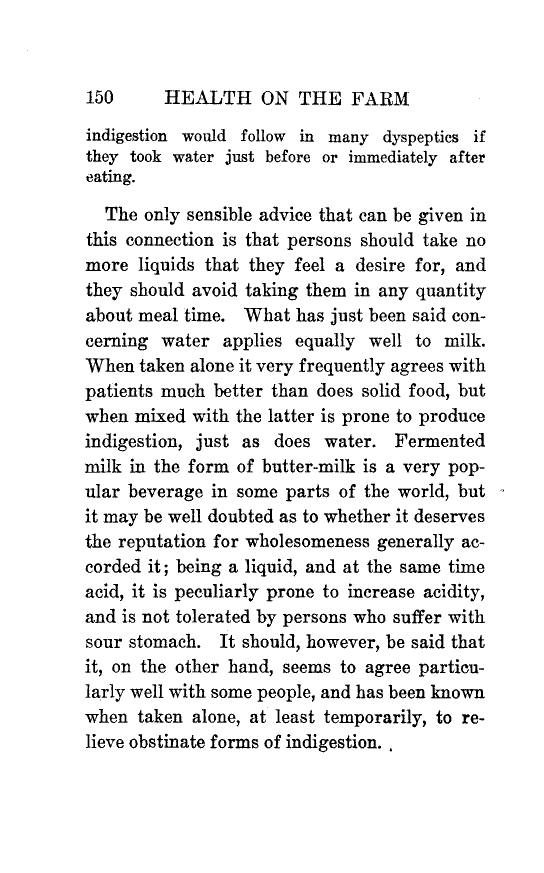 150 HEALTH ON THE FARM
indigestion would follow in many dyspeptics if
they took water just before or immediately after
eating.
The only sensible advice that can be given in
this connection is that persons should take no
more liquids that they feel a desire for, and
they should avoid taking them in any quantity
about meal time. What has just been said con-
cerning water applies equally well to milk.
When taken alone it very frequently agrees with
patients much better than does solid food, but
when mixed with the latter is prone to produce
indigestion, just as does water. Fermented
milk in the form of butter-milk is a very pop-
ular beverage in some parts of the world, but
it may be well doubted as to whether it deserves
the reputation for wholesomeness generally ac-
corded it; being a liquid, and at the same time
acid, it is peculiarly prone to increase acidity,
and is not tolerated by persons who suffer with
sour stomach. It should, however, be said that
it, on the other hand, seems to agree particu-
larly well with some people, and has been known
when taken alone, at least temporarily, to re-
lieve obstinate forms of indigestion.